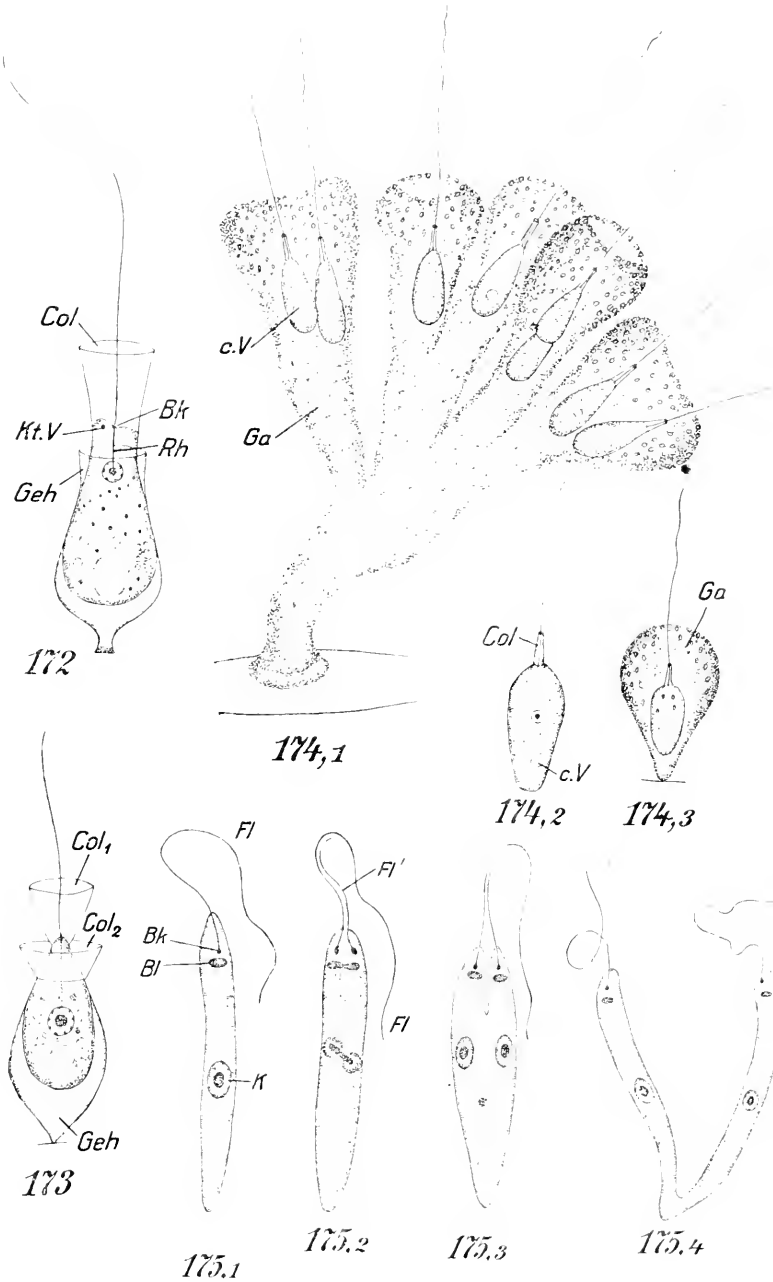 Col
Kt.V
Bk
Rh
Geh
172
c.V
Ga
174,1
Col
c.V
174,2
Ga
174,3
Col₁
Col₂
Geh
173
Fl
Bk
Bl
K
175.1
Fl'
Fl
175.2
175.3
175.4